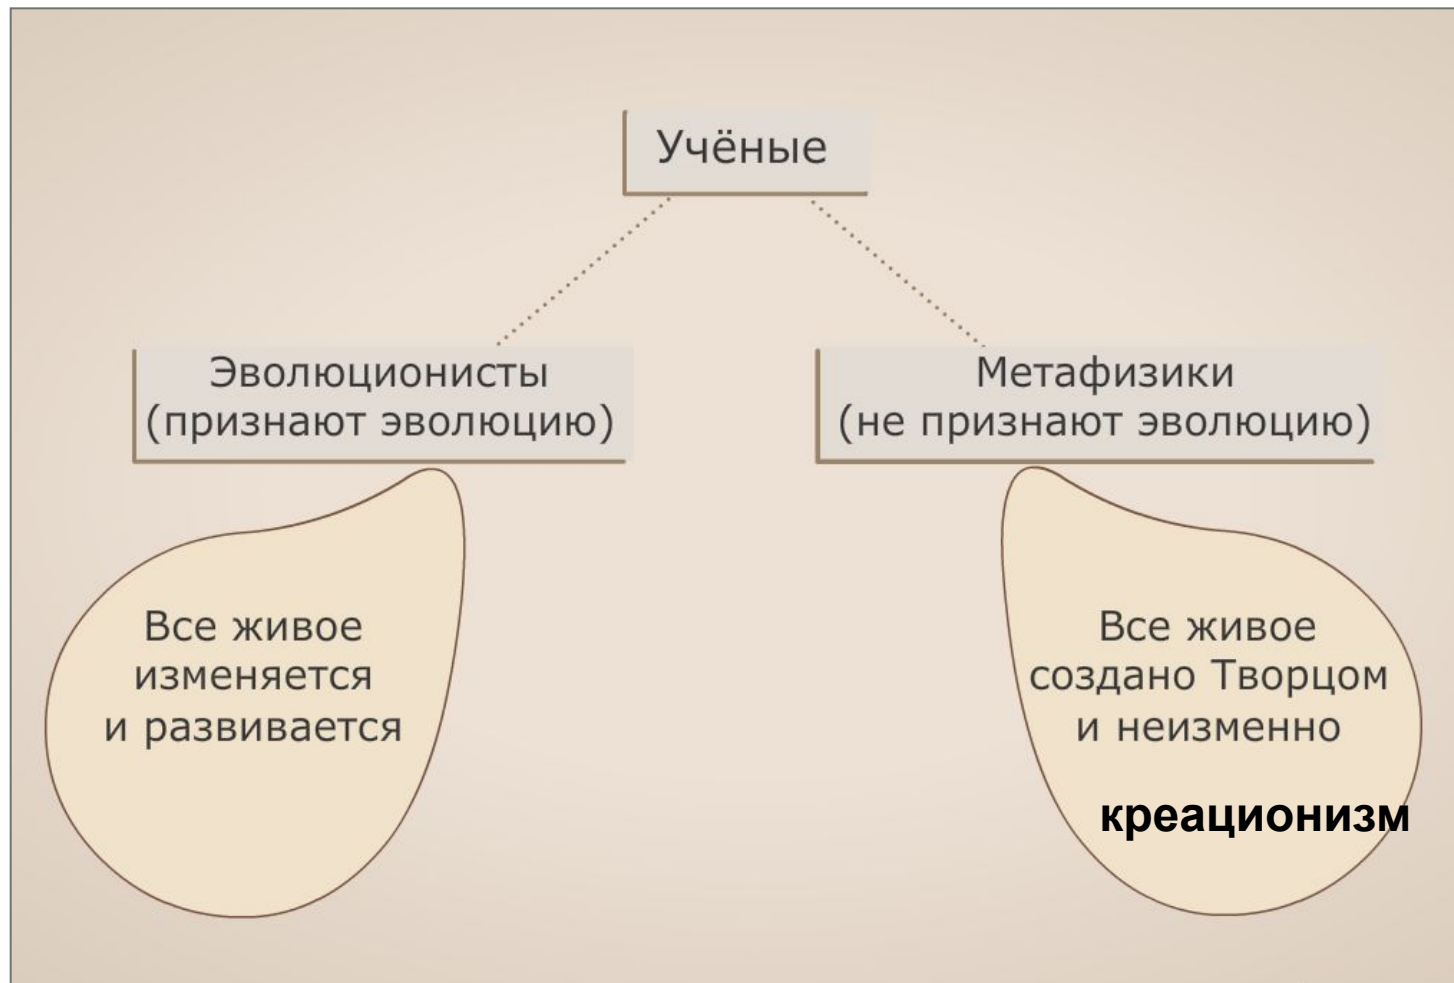 Учёные
Эволюционисты
(признают эволюцию)
Метафизики
(не признают эволюцию)
Все живое
изменяется
и развивается
Все живое
создано Творцом
и неизменно
креационизм